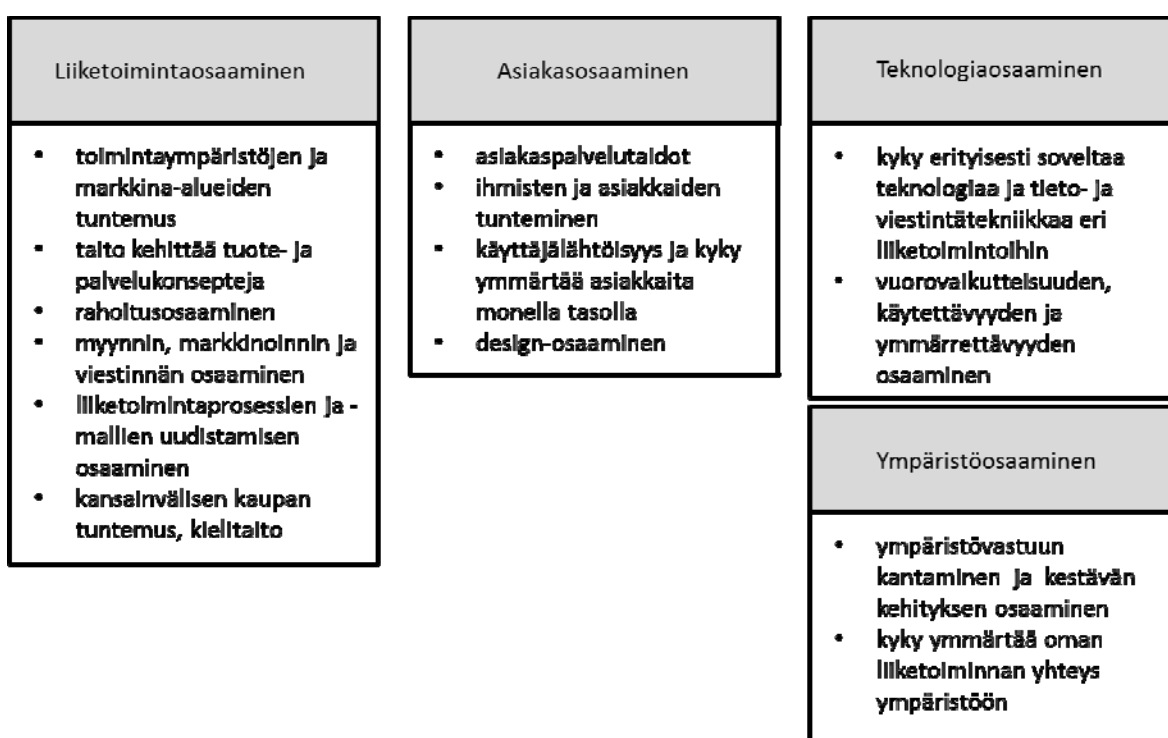 Liiketoimintaosaaminen
• toimintaympäristöjen ja
markkina-alueiden
tuntemus
• taito kehittää tuote- ja
palvelukonsepteja
• rahoitusosaaminen
• myynnin, markkinoinnin ja
viestinnän osaaminen
• liiketoimintaprosessien ja -
mallien uudistamisen
osaaminen
• kansainvälisen kaupan
tuntemus, kielitaito
Asiakasosaaminen
• asiakaspalvelutaidot
• ihmisten ja asiakkaiden
tunteminen
• käyttäjälähtöisyys ja kyky
ymmärtää asiakkaita
monella tasolla
• design-osaaminen
Teknologiaosaaminen
• kyky erityisesti soveltaa
teknologiaa ja tieto- ja
viestintätekniikkaa eri
liiketoimintoihin
• vuorovaikutteisuuden,
käytettävyyden ja
ymmärrettävyyden
osaaminen
Ympäristöosaaminen
• ympäristövastuun
kantaminen ja kestävän
kehityksen osaaminen
• kyky ymmärtää oman
liiketoiminnan yhteys
ympäristöön